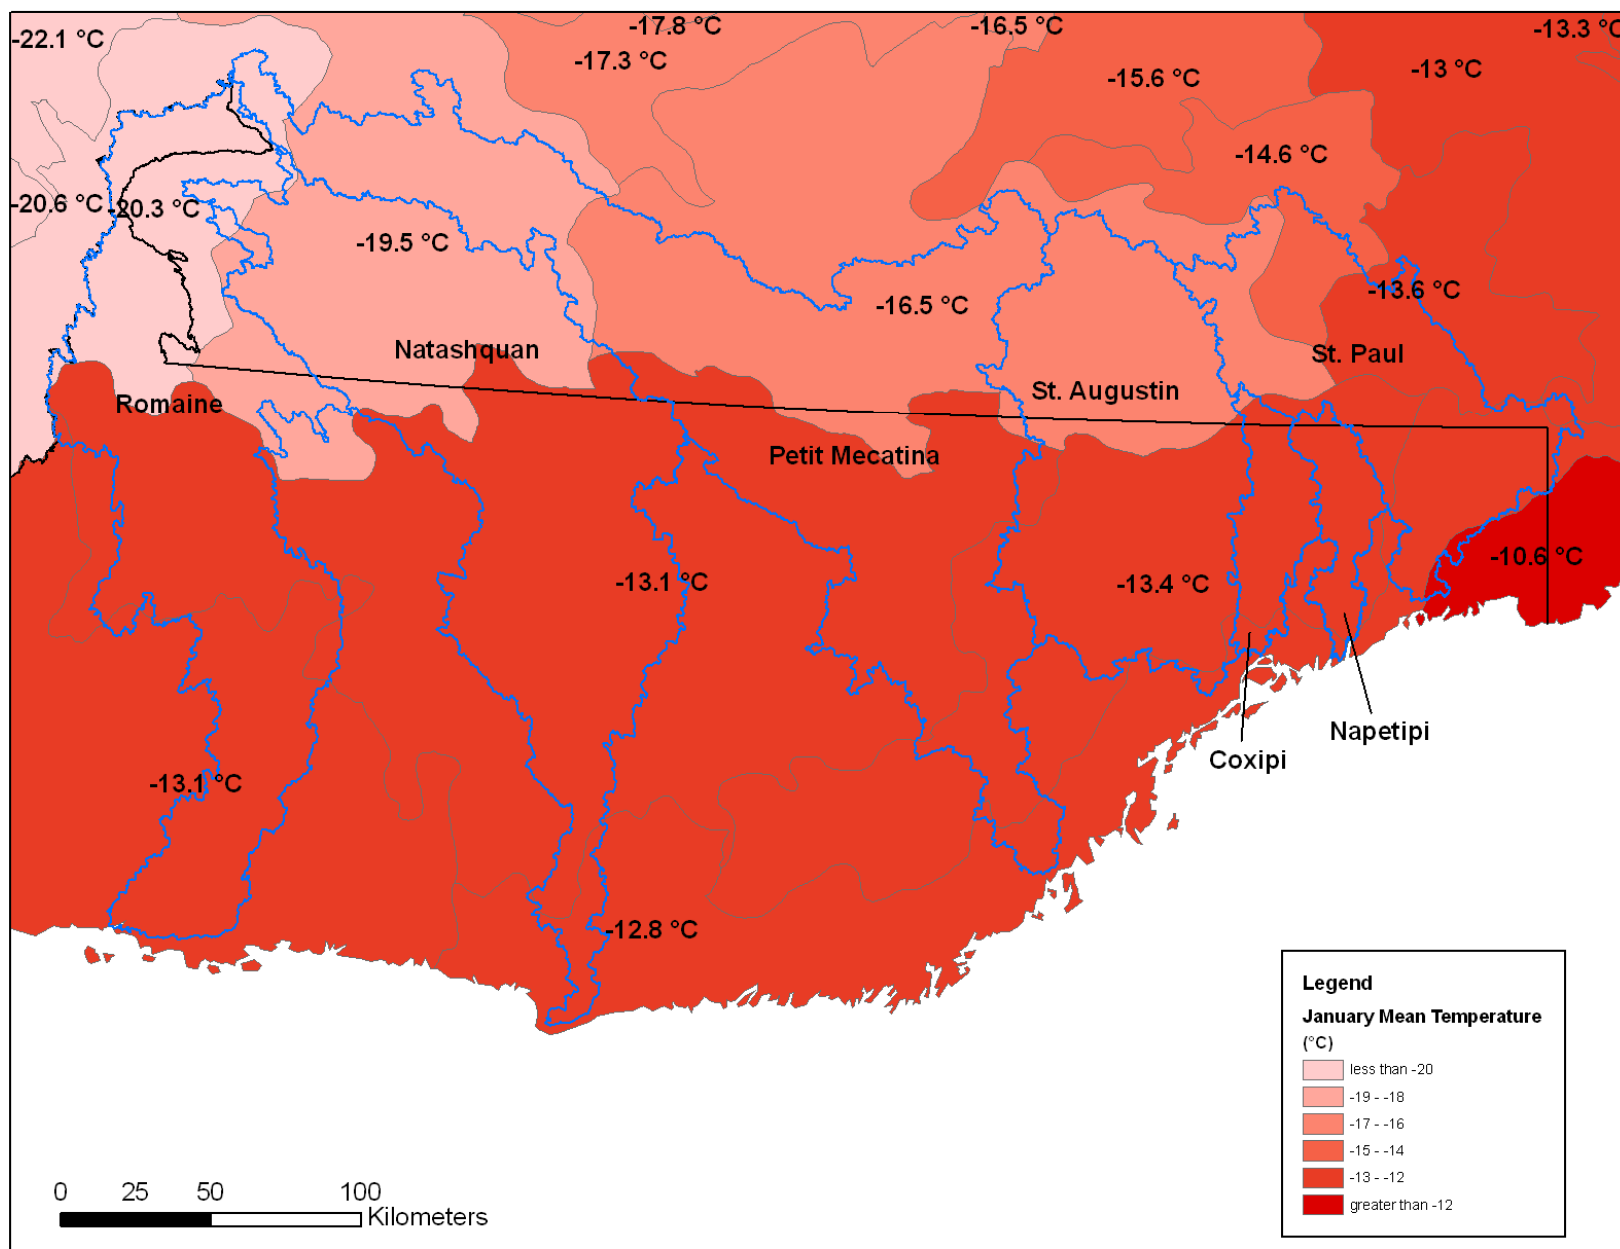 -17.8 °C
-16.5 °C
-13.3 °C
-22.1 °C
-17.3 °C
-15.6 °C
-13 °C
-14.6 °C
-20.6 °C
-20.3 °C
-19.5 °C
-16.5 °C
-13.6 °C
Natashquan
St. Paul
Romaine
St. Augustin
Petit Mecatina
-13.1 °C
-13.4 °C
-10.6 °C
Napetipi
Coxipi
-13.1 °C
-12.8 °C
Legend
January Mean Temperature
(°C)
less than -20
-19 - -18
-17 - -16
-15 - -14
-13 - -12
greater than -12
0 25 50 100
Kilometers